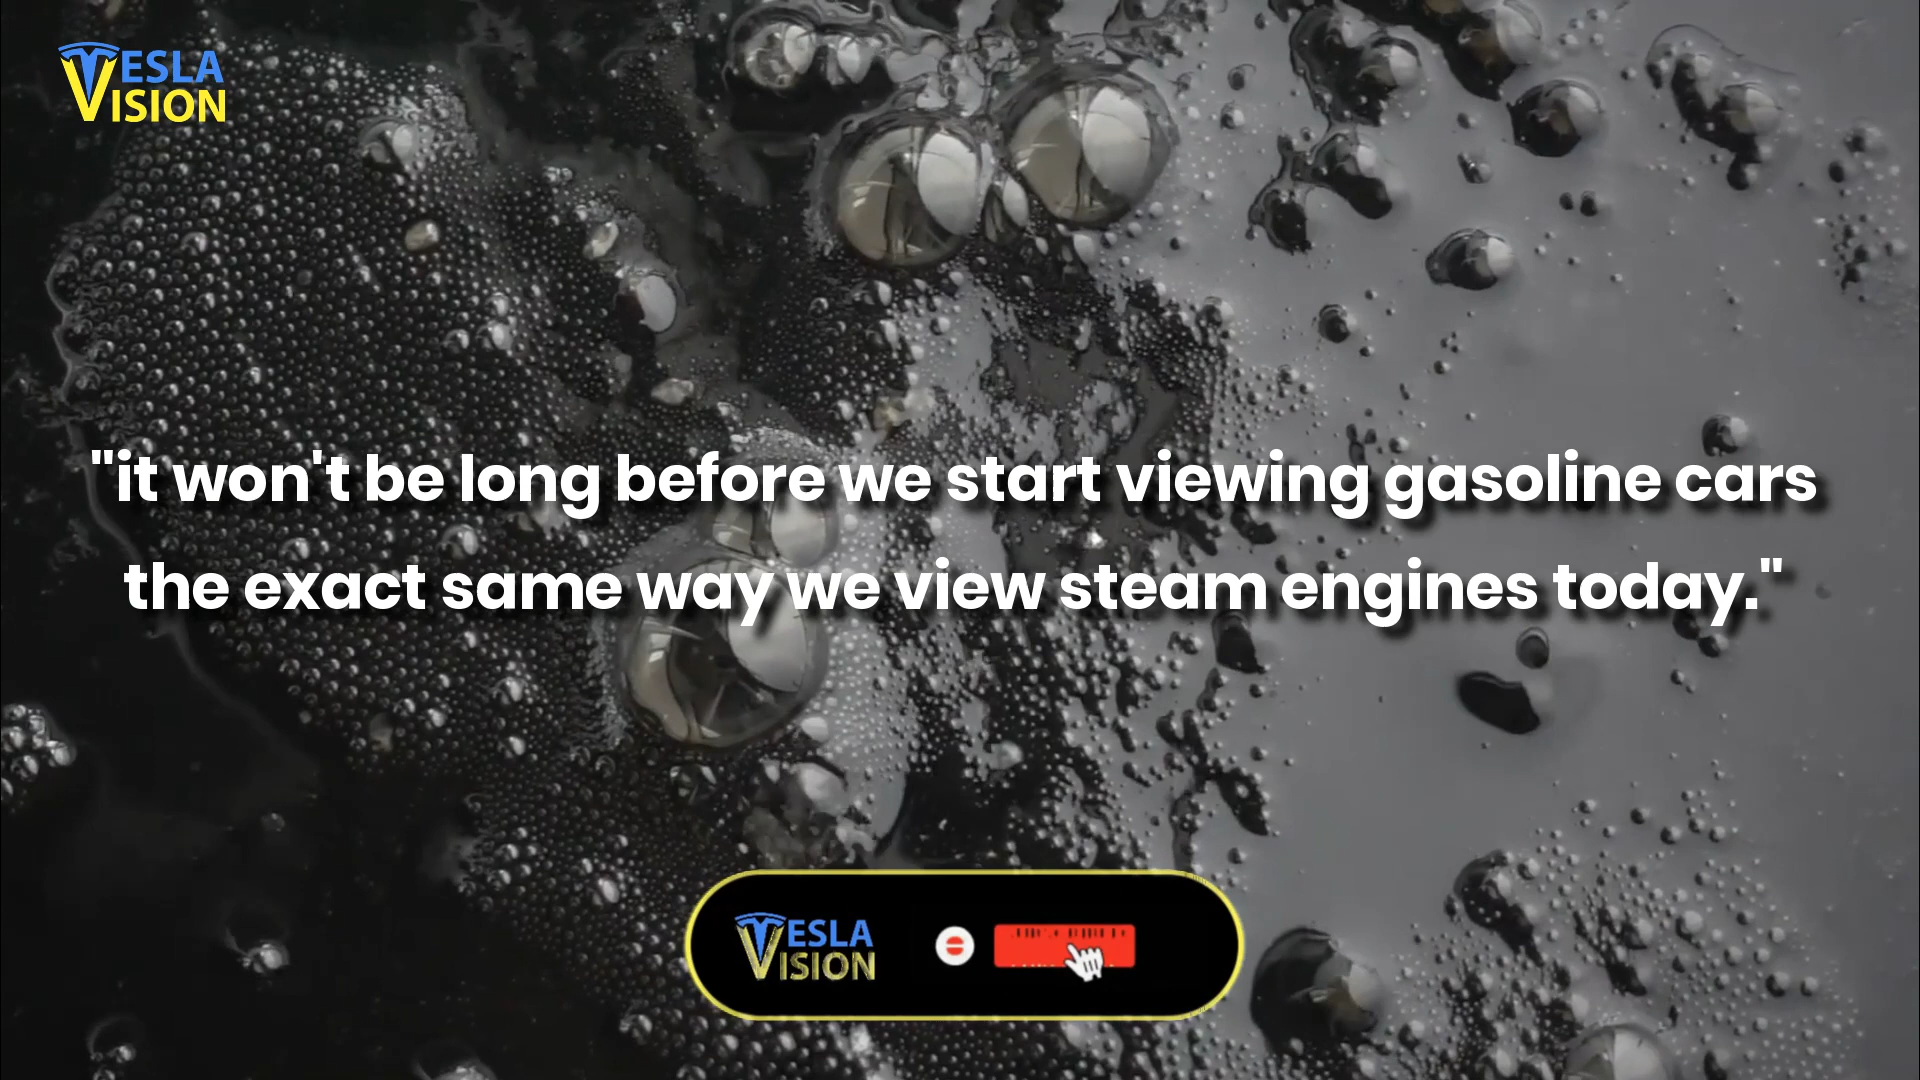 TESLA
VISION
"it won't be long before we start viewing gasoline cars
the exact same way we view steam engines today."
TESLA
VISION